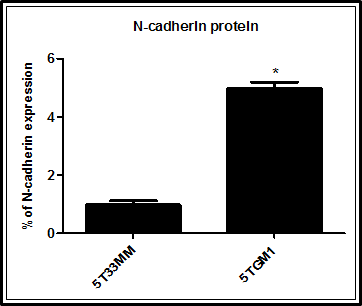 N-cadherin protein
% of N-cadherin expression
6
4
2
0
*
5T33MM
5TGM1